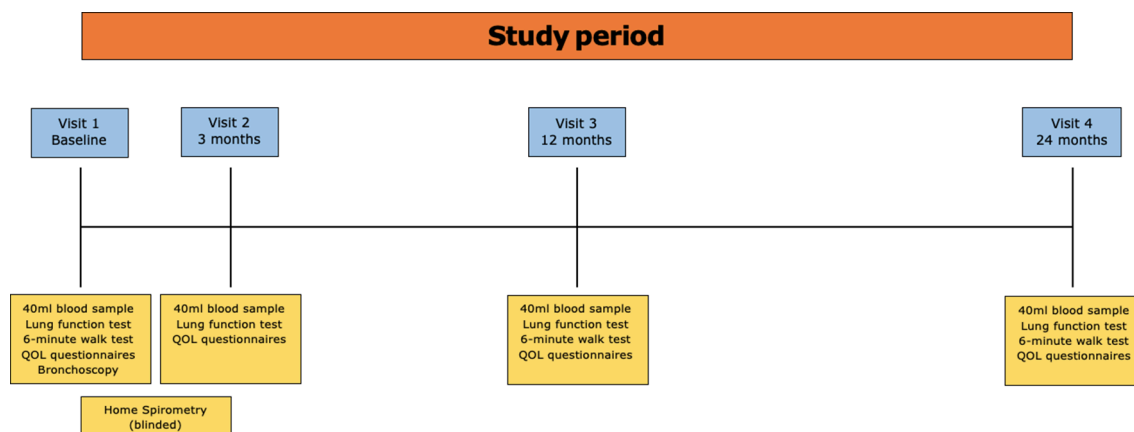 Study period
Visit 1
Baseline
Visit 2
3 months
Visit 3
12 months
Visit 4
24 months
40ml blood sample
Lung function test
6-minute walk test
QOL questionnaires
Bronchoscopy
40ml blood sample
Lung function test
QOL questionnaires
40ml blood sample
Lung function test
6-minute walk test
QOL questionnaires
40ml blood sample
Lung function test
6-minute walk test
QOL questionnaires
Home Spirometry
(blinded)